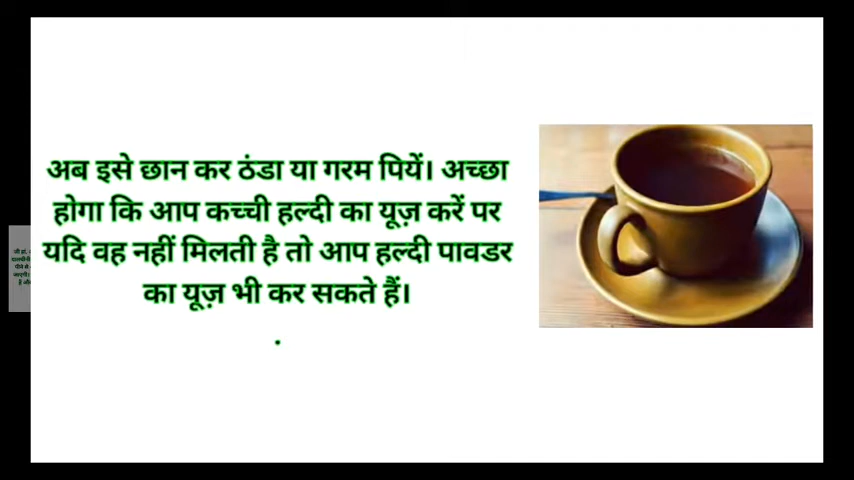 अब इसे छान कर ठंडा या गरम पियें। अच्छा
होगा कि आप कच्ची हल्दी का यूज़ करें पर
यदि वह नहीं मिलती है तो आप हल्दी पावडर
का यूज़ भी कर सकते हैं।
.